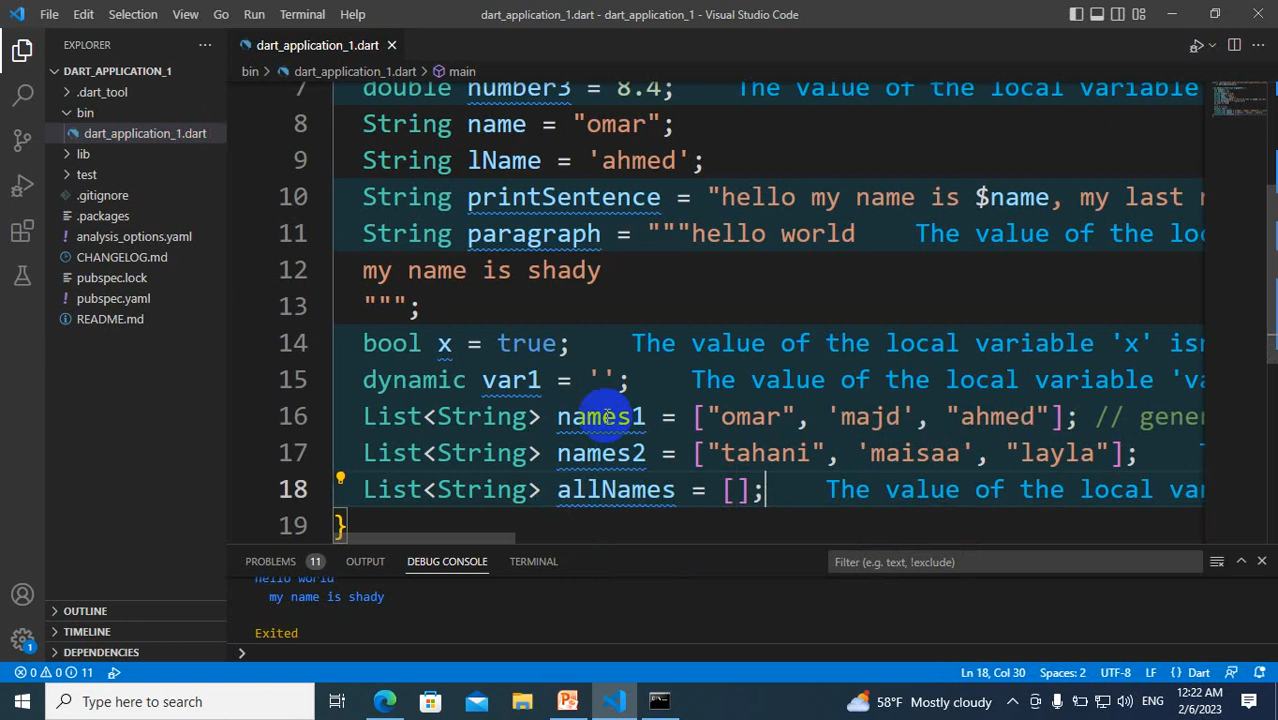 File Edit Selection View Go Run Terminal Help
dart_application_1.dart - dart_application_1 - Visual Studio Code
EXPLORER
DART_APPLICATION_1
.dart_tool
bin
dart_application_1.dart
lib
test
.gitignore
.packages
analysis_options.yaml
CHANGELOG.md
pubspec.lock
pubspec.yaml
README.md
OUTLINE
TIMELINE
DEPENDENCIES
dart_application_1.dart
bin > dart_application_1.dart > main
7 double number3 = 8.4; The value of the local variable
8 String name = "omar";
9 String lName = 'ahmed';
10 String printSentence = "hello my name is $name, my last
11 String paragraph = """hello world The value of the
12 my name is shady
13 """;
14 bool x = true; The value of the local variable 'x'
15 dynamic var1 = ''; The value of the local variable
16 List<String> names1 = ["omar", 'majd', "ahmed"]; //
17 List<String> names2 = ["tahani", 'maisaa', "layla"];
18 List<String> allNames = []; The value of the local
19 }
PROBLEMS 11 OUTPUT DEBUG CONSOLE TERMINAL
Filter (e.g. text, !exclude)
hello world
my name is shady
Exited
>
1
0 0 11
Ln 18, Col 30 Spaces: 2 UTF-8 LF {} Dart
Type here to search
58°F Mostly cloudy
ENG
12:22 AM
2/6/2023